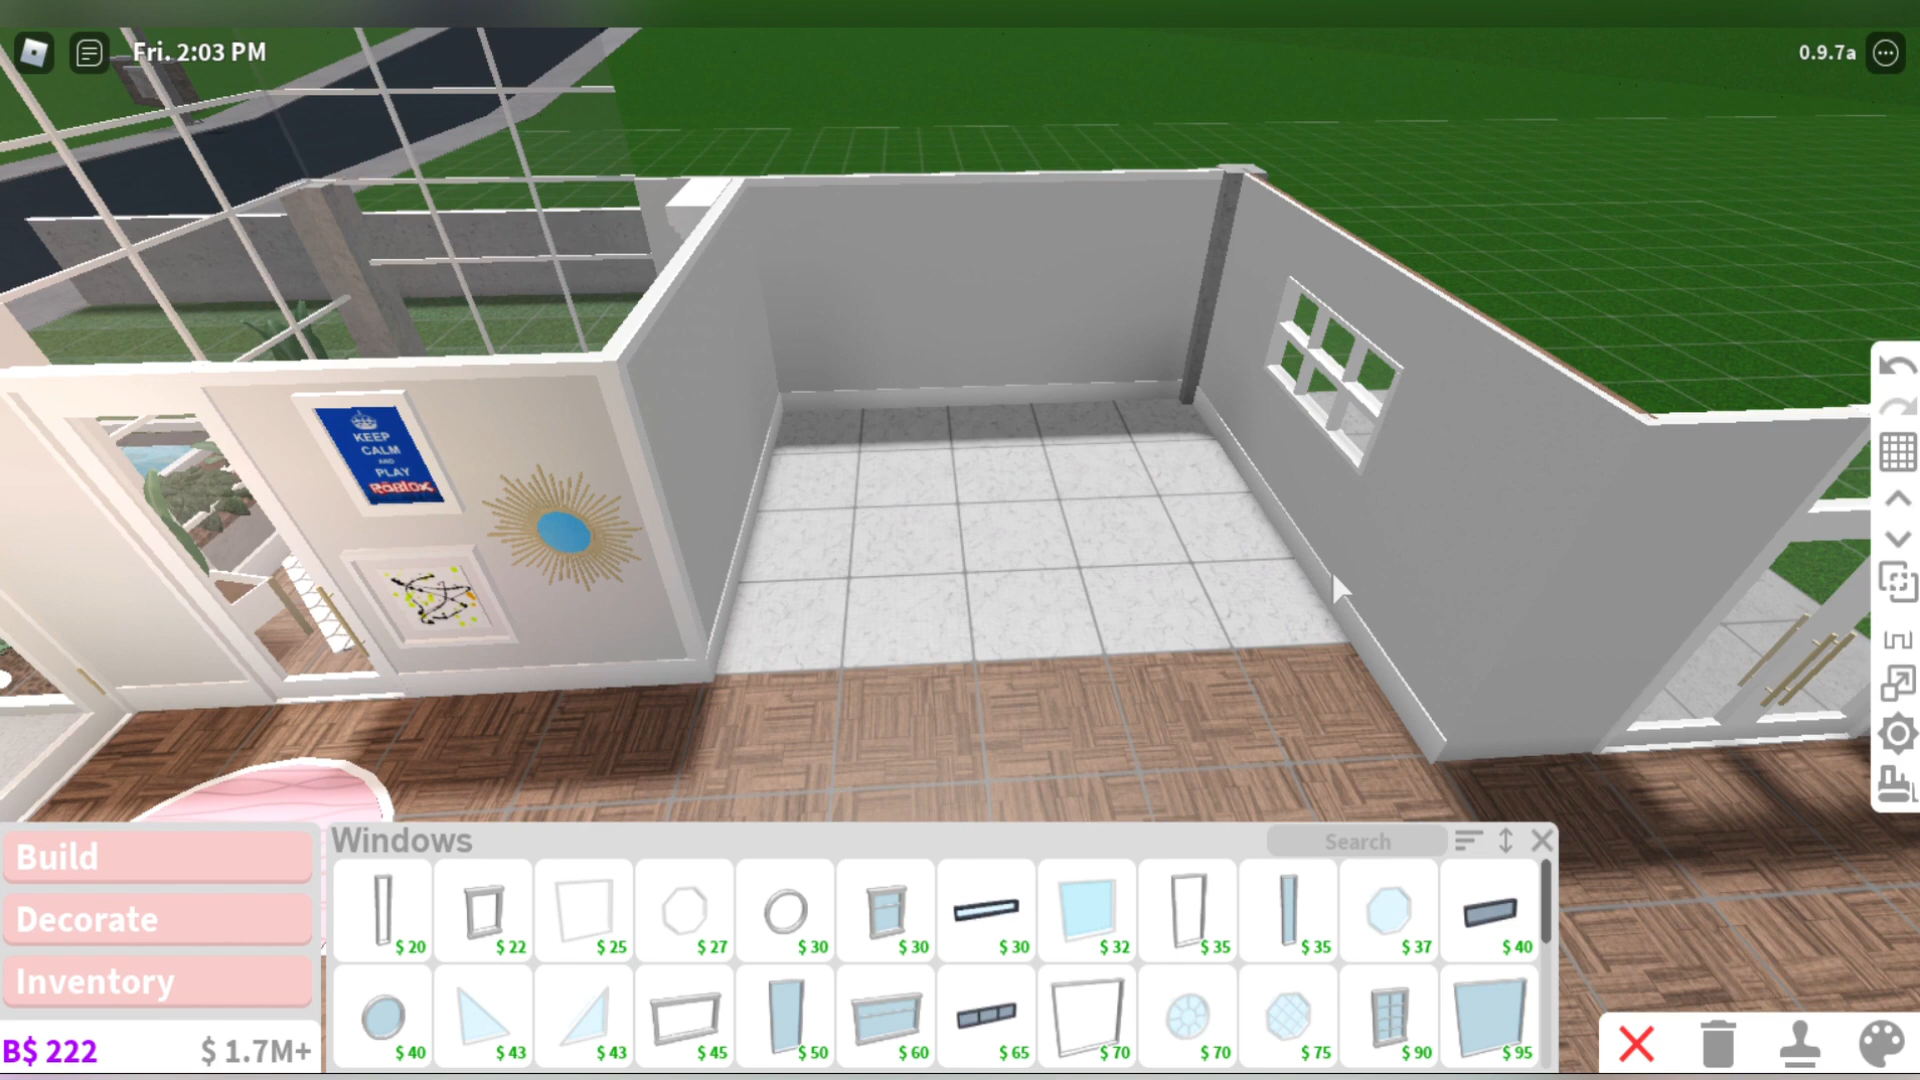 Fri. 2:03 PM
0.9.7a
KEEP
CALM
AND
PLAY
ROBLOX
Build
Decorate
Inventory
B$ 222
$ 1.7M+
Windows
Search
$ 20
$ 22
$ 25
$ 27
$ 30
$ 30
$ 30
$ 32
$ 35
$ 35
$ 37
$ 40
$ 40
$ 43
$ 43
$ 45
$ 50
$ 60
$ 65
$ 70
$ 70
$ 75
$ 90
$ 95